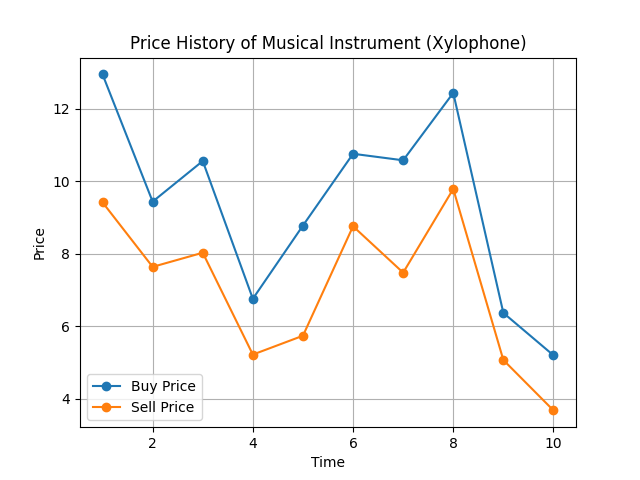 Price History of Musical Instrument (Xylophone)
12
10
8
6
4
Price
Buy Price
Sell Price
2 4 6 8 10
Time